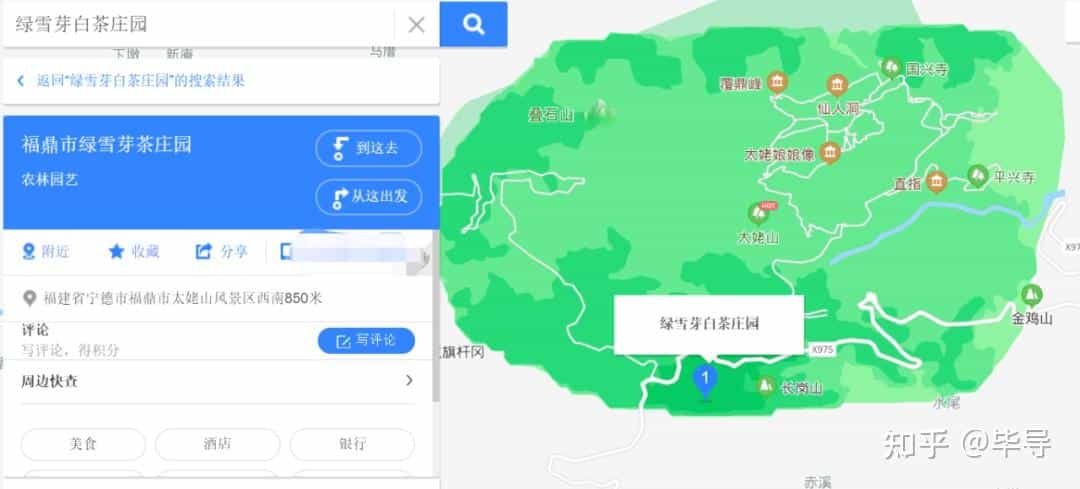 绿雪芽白茶庄园
下墩
新庵
马厝
返回“绿雪芽白茶庄园”的搜索结果
福鼎市绿雪芽茶庄园
农林园艺
到这去
从这出发
附近
收藏
分享
福建省宁德市福鼎市太姥山风景区西南850米
评论
写评论，得积分
写评论
周边快查
美食
酒店
银行
国兴寺
覆鼎峰
仙人洞
叠石山
太姥娘娘像
直指
平兴寺
HOT
太姥山
X97
金鸡山
绿雪芽白茶庄园
X975
旗杆冈
1
长岗山
水尾
知乎 @毕导
赤溪